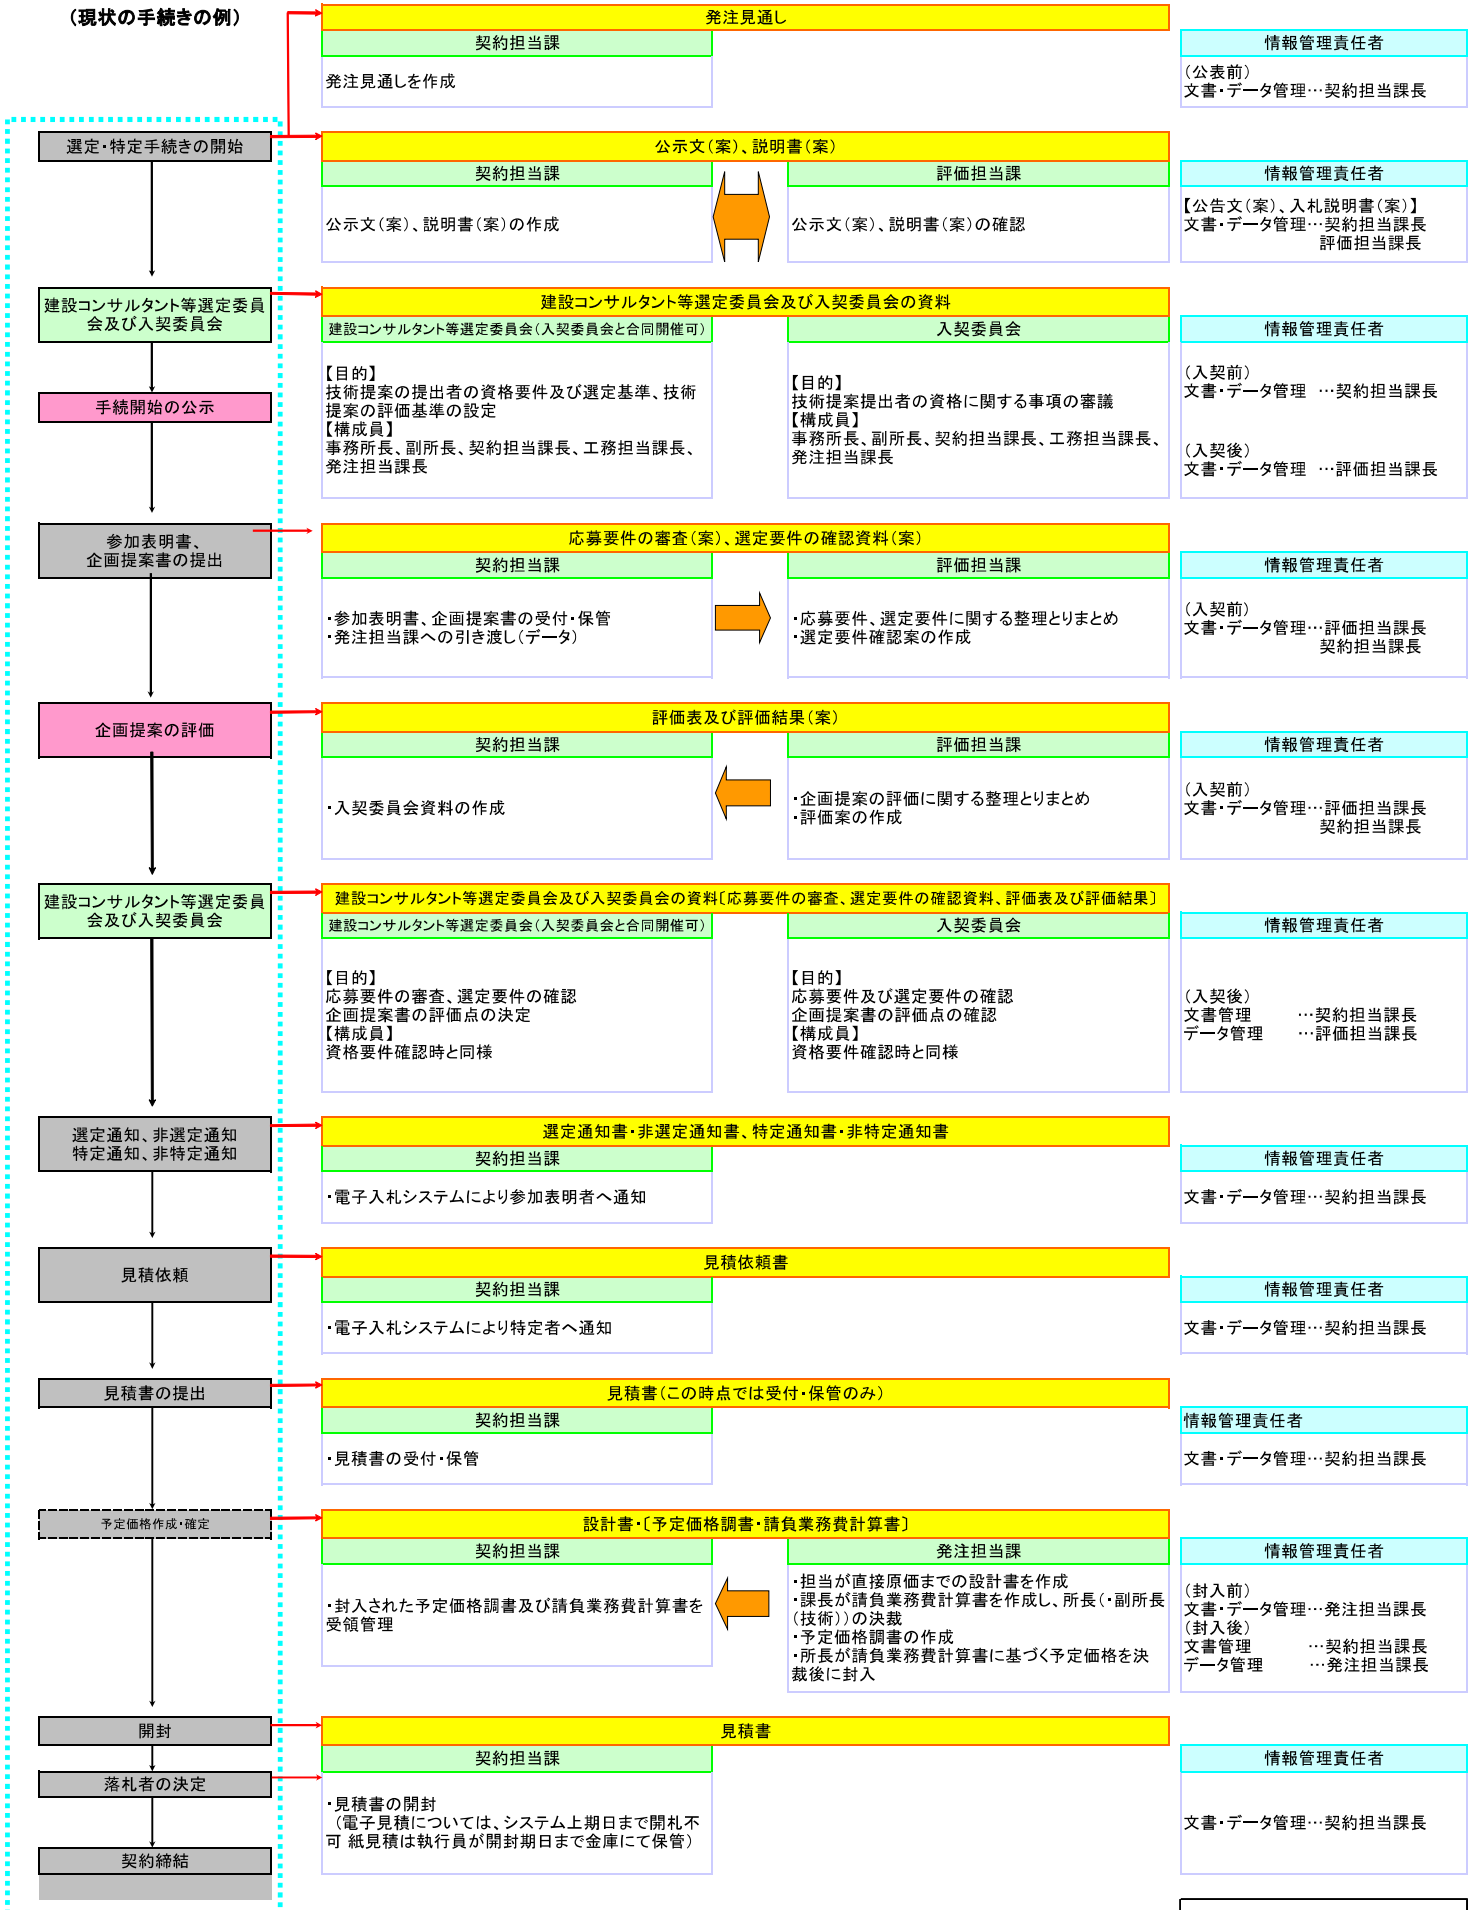 （現状の手続きの例）
発注見通し
契約担当課
情報管理責任者
発注見通しを作成
（公表前）
文書・データ管理…契約担当課長
選定・特定手続きの開始
公示文（案）、説明書（案）
契約担当課
評価担当課
情報管理責任者
公示文（案）、説明書（案）の作成
公示文（案）、説明書（案）の確認
【公告文（案）、入札説明書（案）】
文書・データ管理…契約担当課長
評価担当課長
建設コンサルタント等選定委員
会及び入契委員会
建設コンサルタント等選定委員会及び入契委員会の資料
建設コンサルタント等選定委員会（入契委員会と合同開催可）
入契委員会
情報管理責任者
【目的】
技術提案の提出者の資格要件及び選定基準、技術
提案の評価基準の設定
【構成員】
事務所長、副所長、契約担当課長、工務担当課長、
発注担当課長
【目的】
技術提案提出者の資格に関する事項の審議
【構成員】
事務所長、副所長、契約担当課長、工務担当課長、
発注担当課長
（入契前）
文書・データ管理　…契約担当課長
（入契後）
文書・データ管理　…評価担当課長
手続開始の公示
参加表明書、
企画提案書の提出
応募要件の審査（案）、選定要件の確認資料（案）
契約担当課
評価担当課
情報管理責任者
・参加表明書、企画提案書の受付・保管
・発注担当課への引き渡し（データ）
・応募要件、選定要件に関する整理とりまとめ
・選定要件確認案の作成
（入契前）
文書・データ管理…評価担当課長
契約担当課長
企画提案の評価
評価表及び評価結果（案）
契約担当課
評価担当課
情報管理責任者
・入契委員会資料の作成
・企画提案の評価に関する整理とりまとめ
・評価案の作成
（入契前）
文書・データ管理…評価担当課長
契約担当課長
建設コンサルタント等選定委員
会及び入契委員会
建設コンサルタント等選定委員会及び入契委員会の資料〔応募要件の審査、選定要件の確認資料、評価表及び評価結果〕
建設コンサルタント等選定委員会（入契委員会と合同開催可）
入契委員会
情報管理責任者
【目的】
応募要件の審査、選定要件の確認
企画提案書の評価点の決定
【構成員】
資格要件確認時と同様
【目的】
応募要件及び選定要件の確認
企画提案書の評価点の確認
【構成員】
資格要件確認時と同様
（入契後）
文書管理　　　…契約担当課長
データ管理　　…評価担当課長
選定通知、非選定通知
特定通知、非特定通知
選定通知書・非選定通知書、特定通知書・非特定通知書
契約担当課
情報管理責任者
・電子入札システムにより参加表明者へ通知
文書・データ管理…契約担当課長
見積依頼
見積依頼書
契約担当課
情報管理責任者
・電子入札システムにより特定者へ通知
文書・データ管理…契約担当課長
見積書の提出
見積書（この時点では受付・保管のみ）
契約担当課
情報管理責任者
・見積書の受付・保管
文書・データ管理…契約担当課長
予定価格作成・確定
設計書・〔予定価格調書・請負業務費計算書〕
契約担当課
発注担当課
情報管理責任者
・封入された予定価格調書及び請負業務費計算書を
受領管理
・担当が直接原価までの設計書を作成
・課長が請負業務費計算書を作成し、所長（・副所長
（技術））の決裁
・予定価格調書の作成
・所長が請負業務費計算書に基づく予定価格を決
裁後に封入
（封入前）
文書・データ管理…発注担当課長
（封入後）
文書管理　　　…契約担当課長
データ管理　　…発注担当課長
開封
見積書
契約担当課
情報管理責任者
落札者の決定
・見積書の開封
（電子見積については、システム上期日まで開札不
可 紙見積は執行員が開封期日まで金庫にて保管）
文書・データ管理…契約担当課長
契約締結